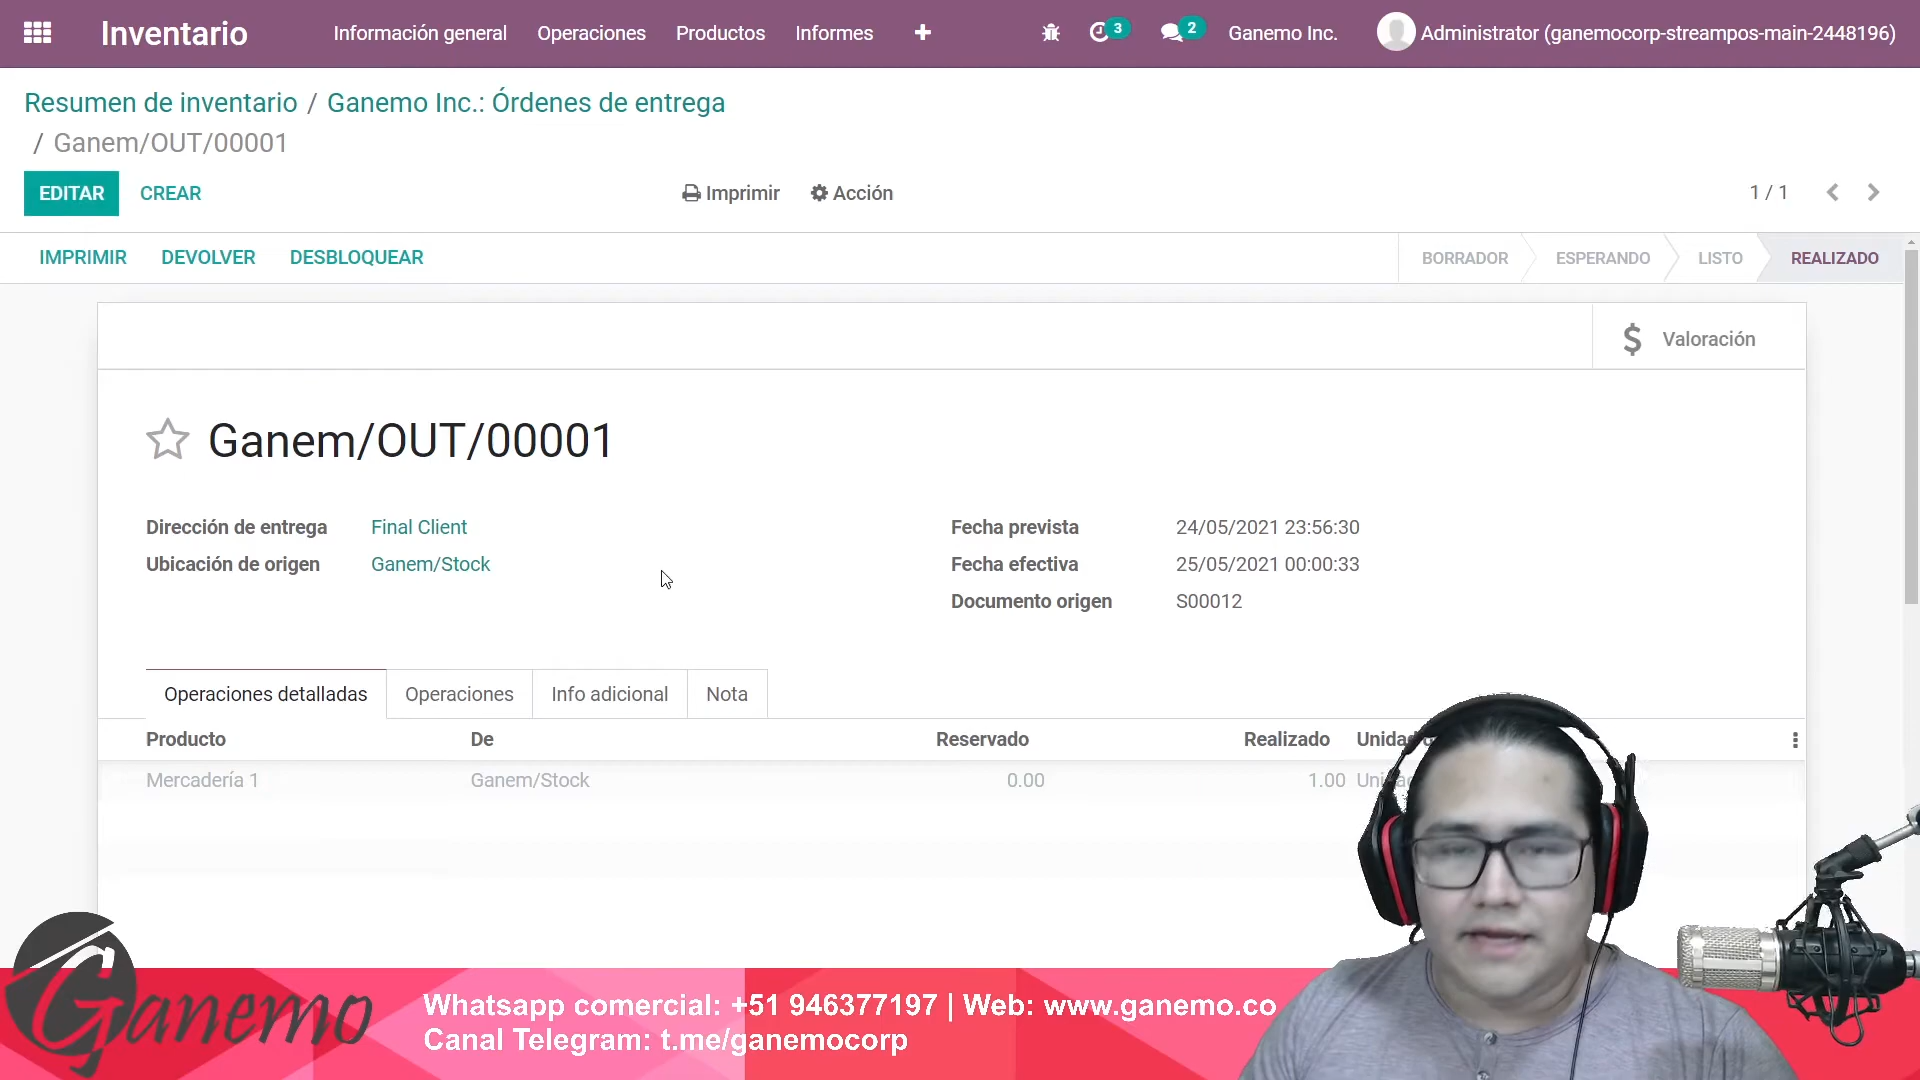 Inventario
Información general
Operaciones
Productos
Informes
3
2
Ganemo Inc.
Administrator (ganemocorp-streampos-main-2448196)
Resumen de inventario / Ganemo Inc.: Órdenes de entrega
/ Ganem/OUT/00001
EDITAR
CREAR
Imprimir
Acción
1 / 1
IMPRIMIR
DEVOLVER
DESBLOQUEAR
BORRADOR
ESPERANDO
LISTO
REALIZADO
$ Valoración
Ganem/OUT/00001
Dirección de entrega Final Client
Ubicación de origen Ganem/Stock
Fecha prevista 24/05/2021 23:56:30
Fecha efectiva 25/05/2021 00:00:33
Documento origen S00012
Operaciones detalladas
Operaciones
Info adicional
Nota
Producto De Reservado Realizado
Mercadería 1 Ganem/Stock 0.00 1.00
Ganemo
Whatsapp comercial: +51 946377197 | Web: www.ganemo.co
Canal Telegram: t.me/ganemocorp